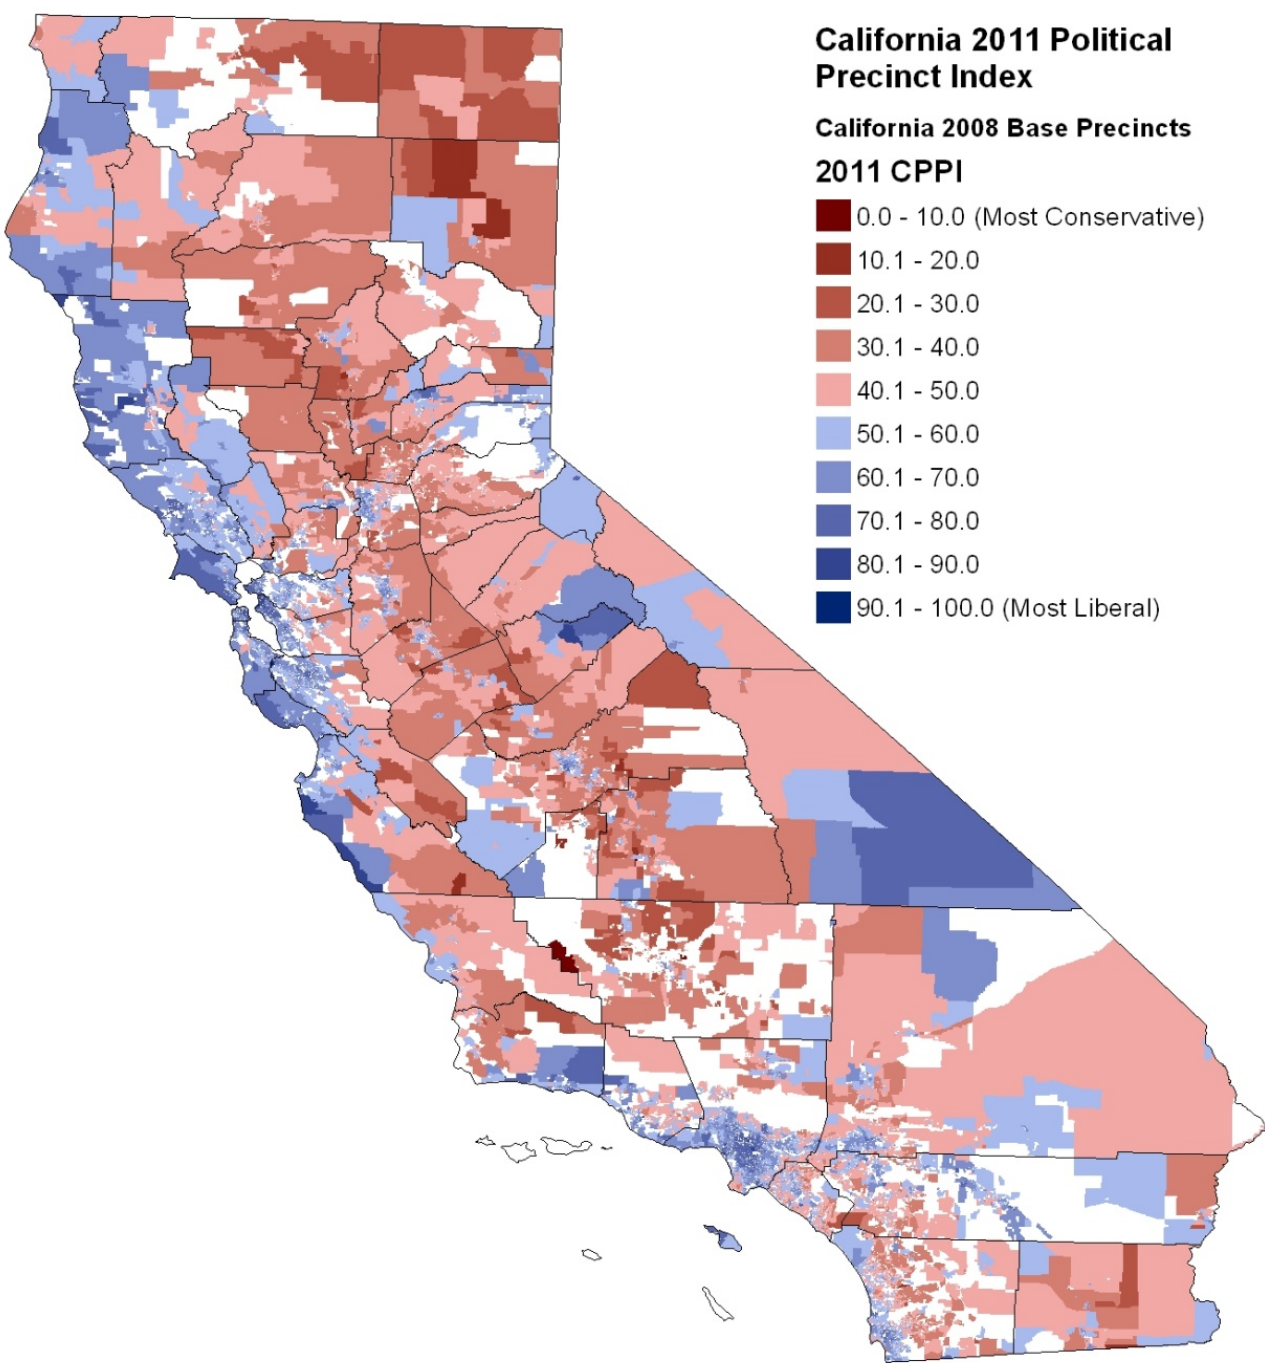 California 2011 Political
Precinct Index
California 2008 Base Precincts
2011 CPPI
0.0 - 10.0 (Most Conservative)
10.1 - 20.0
20.1 - 30.0
30.1 - 40.0
40.1 - 50.0
50.1 - 60.0
60.1 - 70.0
70.1 - 80.0
80.1 - 90.0
90.1 - 100.0 (Most Liberal)